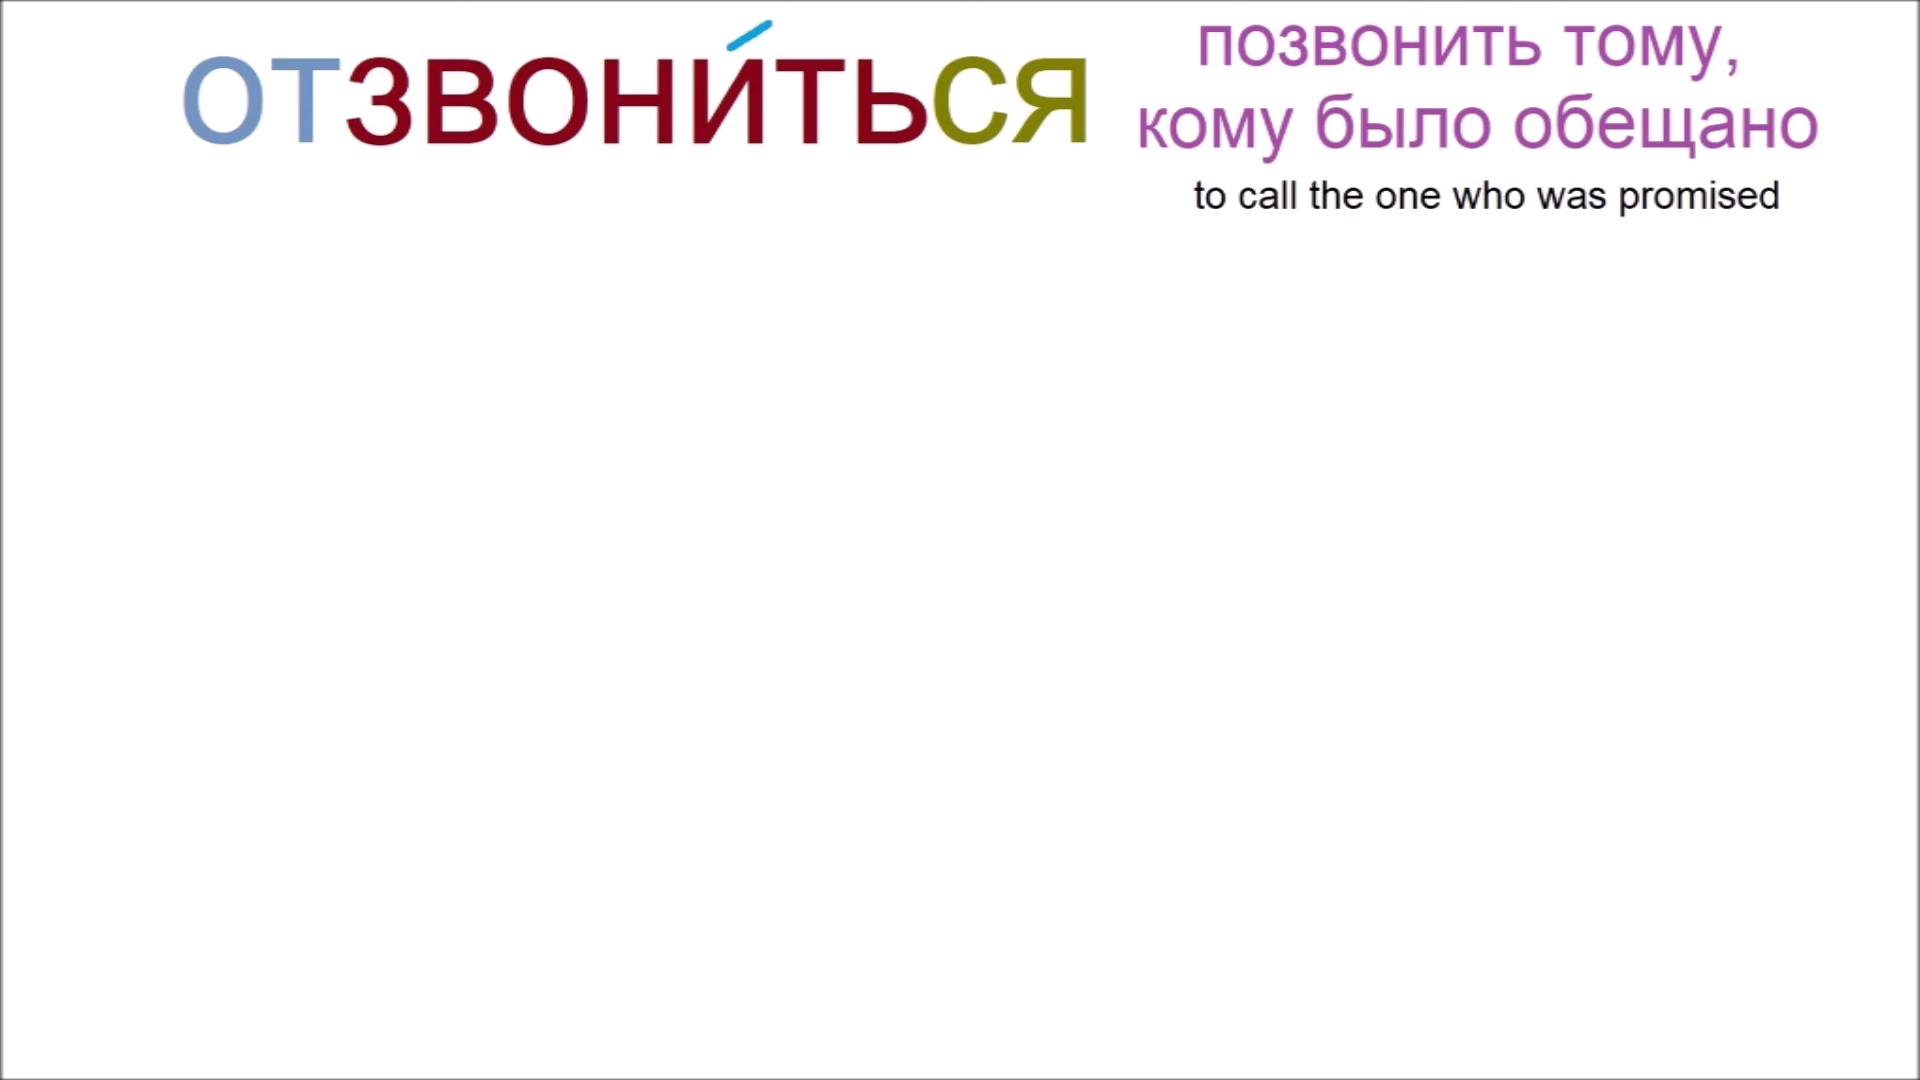 отзвони́ться
позвонить тому,
кому было обещано
to call the one who was promised